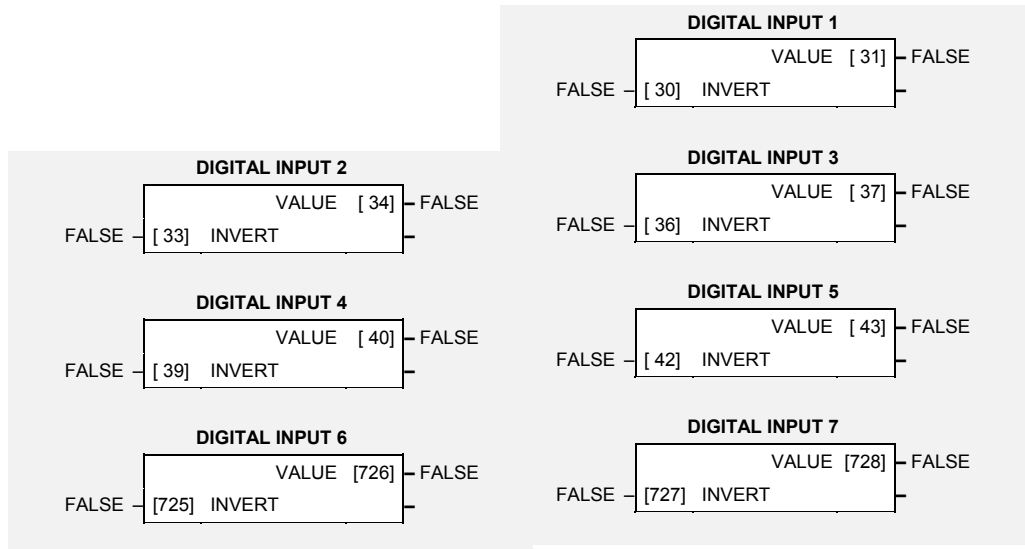 DIGITAL INPUT 1
VALUE [ 31] FALSE
FALSE [ 30] INVERT
DIGITAL INPUT 2
VALUE [ 34] FALSE
FALSE [ 33] INVERT
DIGITAL INPUT 3
VALUE [ 37] FALSE
FALSE [ 36] INVERT
DIGITAL INPUT 4
VALUE [ 40] FALSE
FALSE [ 39] INVERT
DIGITAL INPUT 5
VALUE [ 43] FALSE
FALSE [ 42] INVERT
DIGITAL INPUT 6
VALUE [726] FALSE
FALSE [725] INVERT
DIGITAL INPUT 7
VALUE [728] FALSE
FALSE [727] INVERT